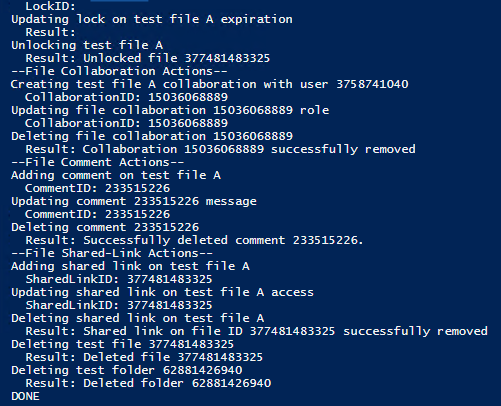 LockID:
Updating lock on test file A expiration
Result:
Unlocking test file A
Result: Unlocked file 377481483325
--File Collaboration Actions--
Creating test file A collaboration with user 3758741040
CollaborationID: 15036068889
Updating file collaboration 15036068889 role
CollaborationID: 15036068889
Deleting file collaboration 15036068889
Result: Collaboration 15036068889 successfully removed
--File Comment Actions--
Adding comment on test file A
CommentID: 233515226
Updating comment 233515226 message
CommentID: 233515226
Deleting comment 233515226
Result: Successfully deleted comment 233515226.
--File Shared-Link Actions--
Adding shared link on test file A
SharedLinkID: 377481483325
Updating shared link on test file A access
SharedLinkID: 377481483325
Deleting shared link on test file A
Result: Shared link on file ID 377481483325 successfully removed
Deleting test file 377481483325
Result: Deleted file 377481483325
Deleting test folder 62881426940
Result: Deleted folder 62881426940
DONE